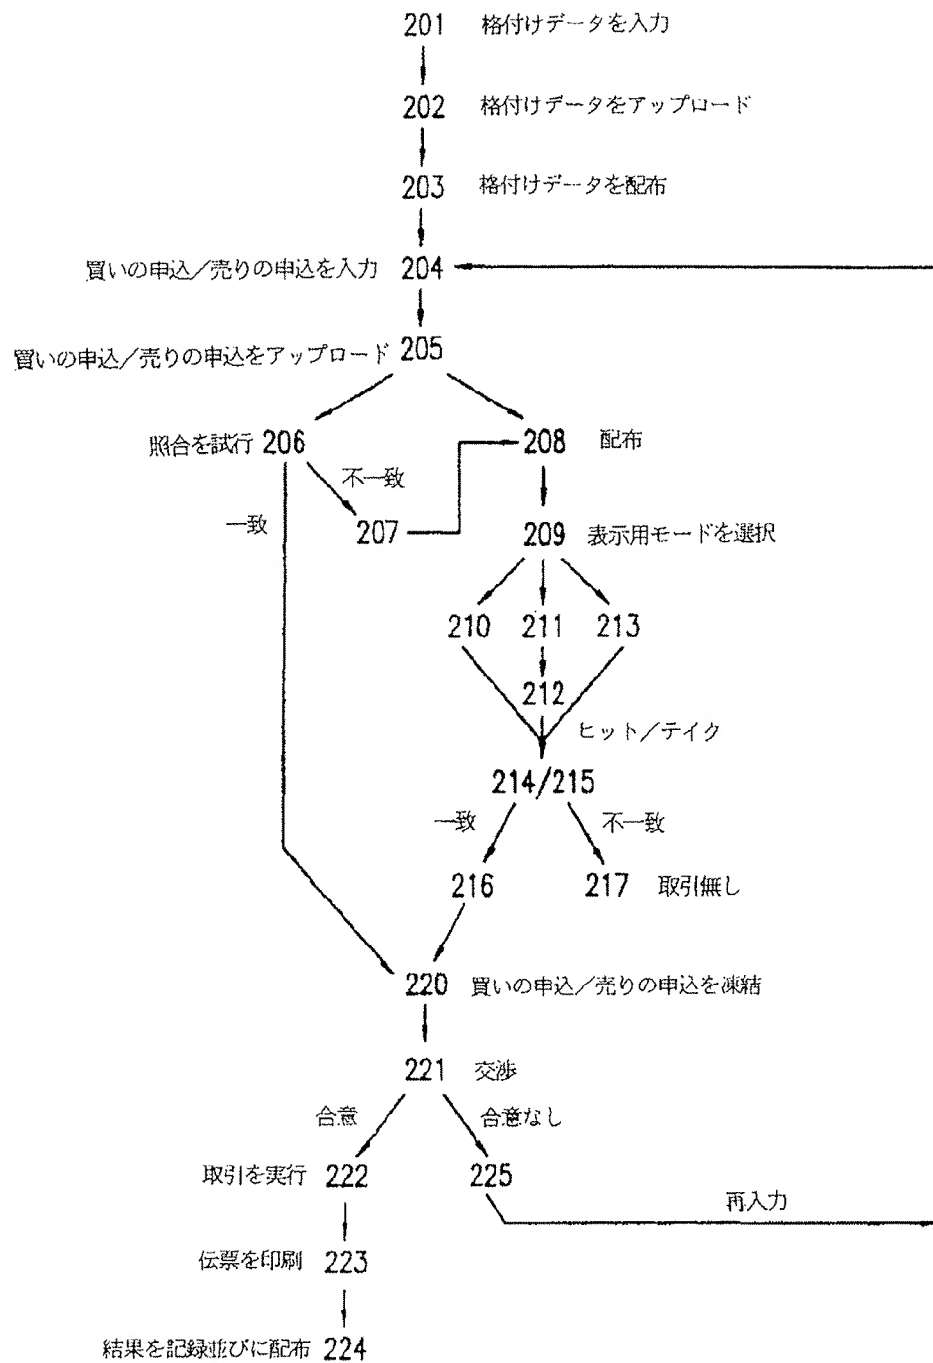 201 格付けデータを入力
202 格付けデータをアップロード
203 格付けデータを配布
買いの申込/売りの申込を入力 204
買いの申込/売りの申込をアップロード 205
照合を試行 206
208 配布
不一致
一致
207
209 表示用モードを選択
210 211 213
212
ヒット/テイク
214/215
一致 不一致
216
217 取引無し
220 買いの申込/売りの申込を凍結
221 交渉
合意 合意なし
取引を実行 222
225
再入力
伝票を印刷 223
結果を記録並びに配布 224